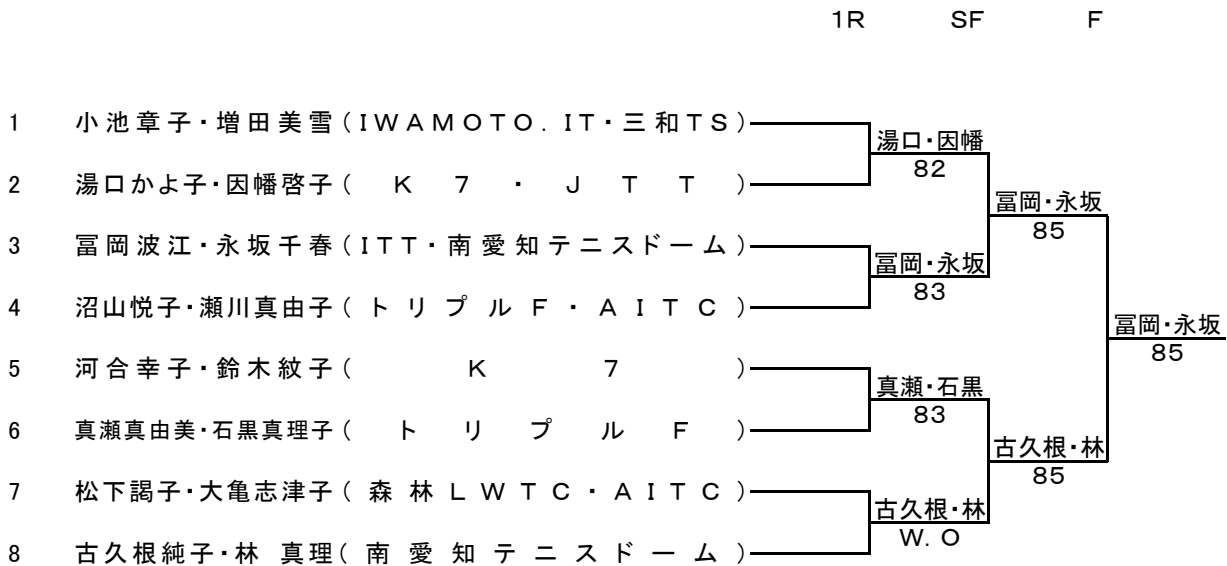 1R SF F
1 小池章子・増田美雪(IWAMOTO.IT・三和TS)
湯口・因幡
82
2 湯口かよ子・因幡啓子(K7・JTT)
冨岡・永坂
85
3 冨岡波江・永坂千春(ITT・南愛知テニスドーム)
冨岡・永坂
83
4 沼山悦子・瀬川真由子(トリプルF・AITC)
冨岡・永坂
85
5 河合幸子・鈴木紋子(K7)
真瀬・石黒
83
6 真瀬真由美・石黒真理子(トリプルF)
古久根・林
85
7 松下謁子・大亀志津子(森林LWTC・AITC)
古久根・林
W.O
8 古久根純子・林 真理(南愛知テニスドーム)